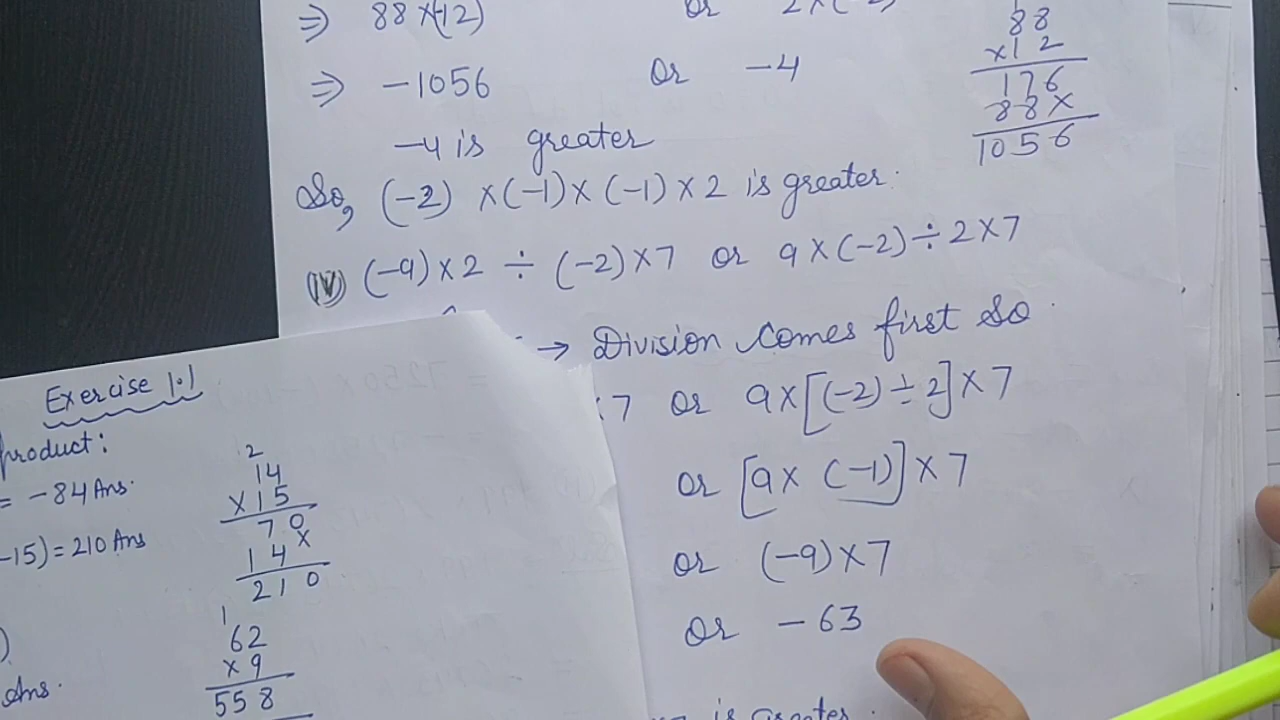 ⇒ 88×(-12) or 2×(-2)
⇒ -1056 or -4
-4 is greater
So, (-2) ×(-1)×(-1)×2 is greater.
(IV) (-9)×2 ÷ (-2)×7 or 9×(-2)÷2×7
→ Division comes first so
×7 or 9×[(-2)÷2]×7
or [9×(-1)]×7
or (-9)×7
or -63
is greater.
88
×12
176
88×
1056
Exercise 1.1
product:
= -84 Ans.
-15) = 210 Ans
)
Ans.
2
14
×15
70
14×
210
1
62
×9
558